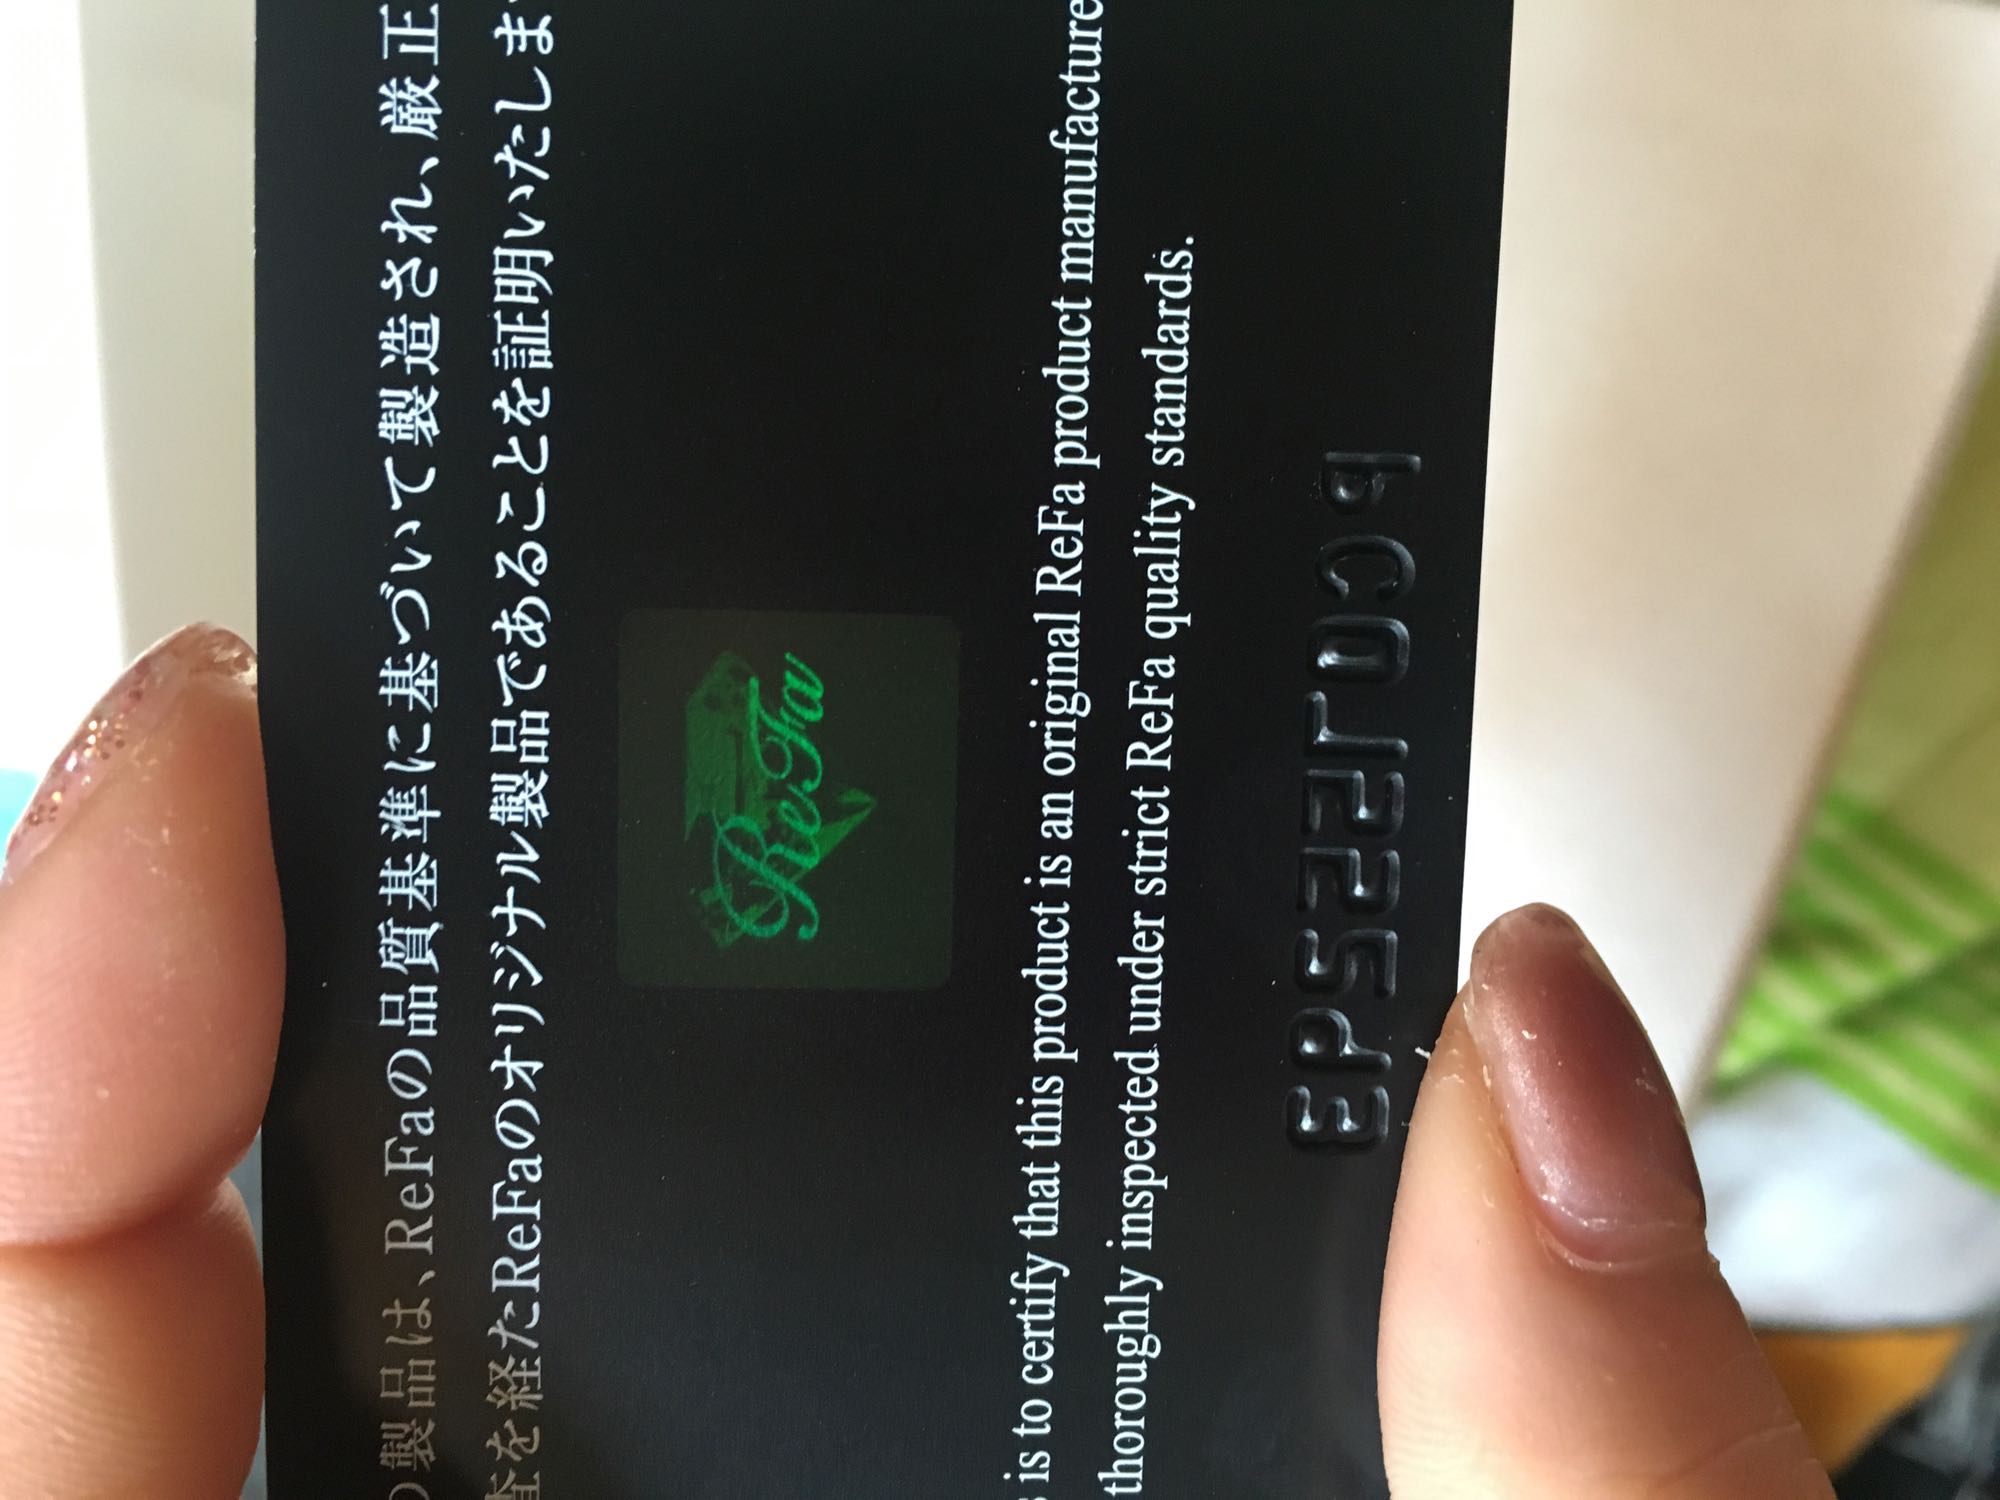 の製品は、ReFaの品質基準に基づいて製造され、厳正
査を経たReFaのオリジナル製品であることを証明いたしま
ReFa
is to certify that this product is an original ReFa product manufacture
thoroughly inspected under strict ReFa quality standards.